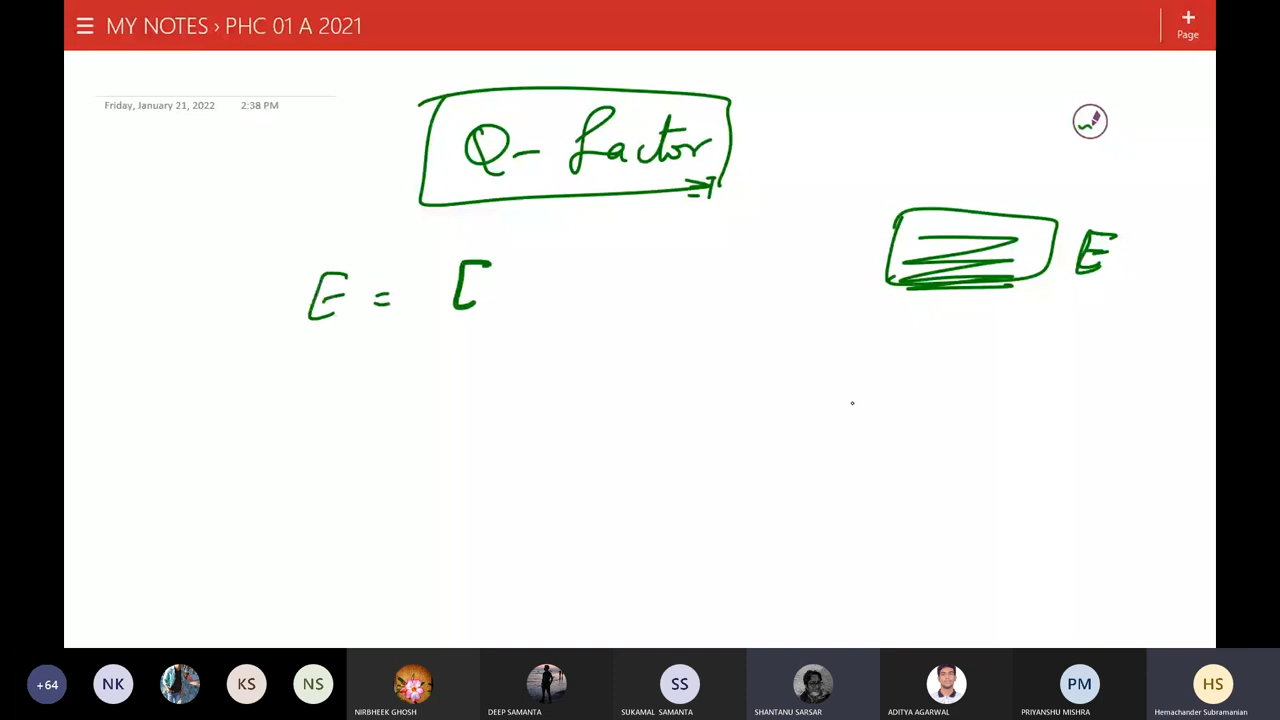 MY NOTES › PHC 01 A 2021
Page
Friday, January 21, 2022 2:38 PM
Q- factor
E
E = [
+64 NK KS NS SS PM HS
NIRBHEEK GHOSH DEEP SAMANTA SUKAMAL SAMANTA SHANTANU SARSAR ADITYA AGARWAL PRIYANSHU MISHRA Hemachander Subramanian